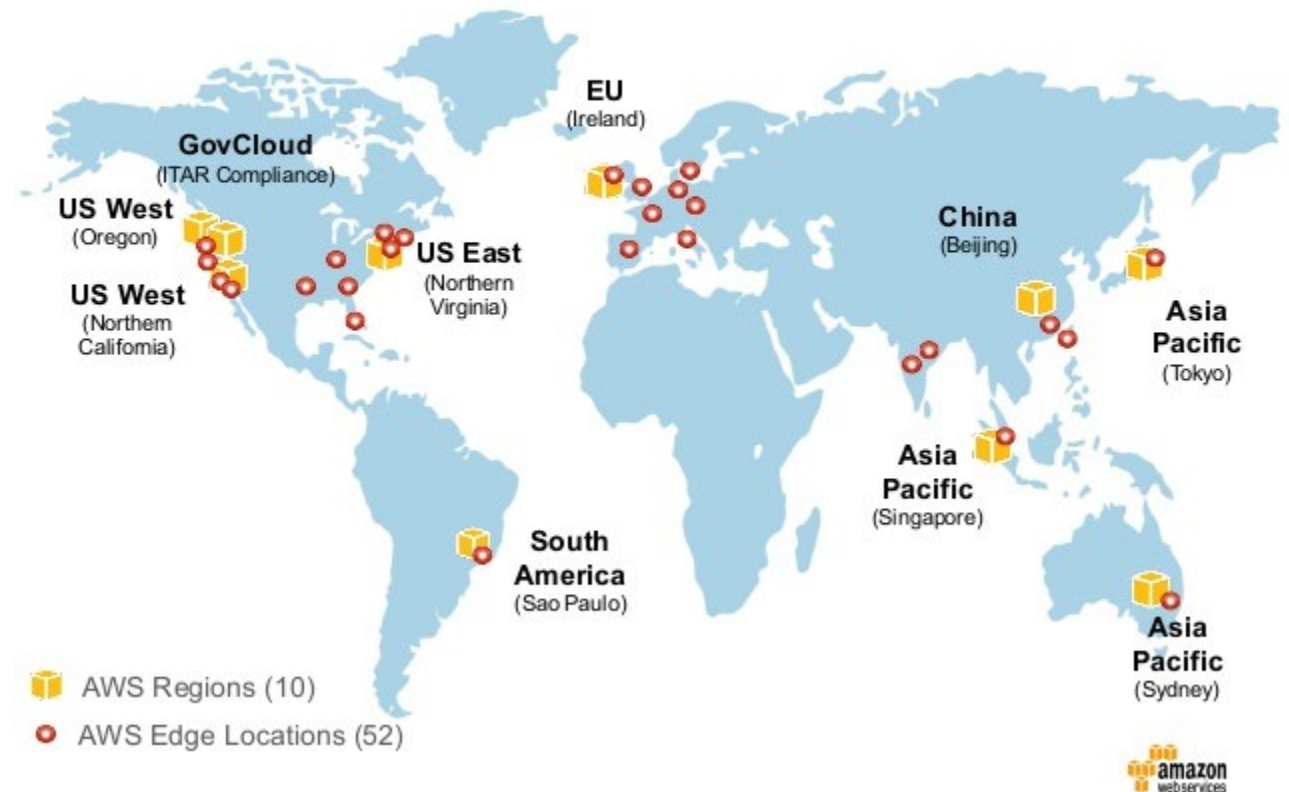 EU
(Ireland)
GovCloud
(ITAR Compliance)
US West
(Oregon)
US East
(Northern
Virginia)
US West
(Northern
California)
China
(Beijing)
Asia
Pacific
(Tokyo)
Asia
Pacific
(Singapore)
South
America
(Sao Paulo)
Asia
Pacific
(Sydney)
AWS Regions (10)
AWS Edge Locations (52)
amazon
webservices